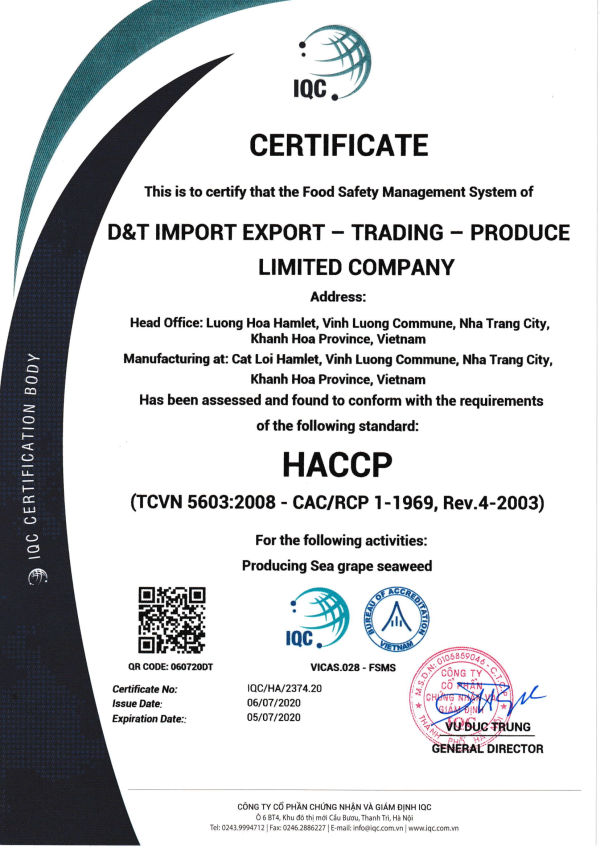 IQC
CERTIFICATE
This is to certify that the Food Safety Management System of
D&T IMPORT EXPORT – TRADING – PRODUCE
LIMITED COMPANY
Address:
Head Office: Luong Hoa Hamlet, Vinh Luong Commune, Nha Trang City,
Khanh Hoa Province, Vietnam
Manufacturing at: Cat Loi Hamlet, Vinh Luong Commune, Nha Trang City,
Khanh Hoa Province, Vietnam
Has been assessed and found to conform with the requirements
of the following standard:
HACCP
(TCVN 5603:2008 - CAC/RCP 1-1969, Rev.4-2003)
For the following activities:
Producing Sea grape seaweed
IQC CERTIFICATION BODY
IQC
BUREAU OF ACCREDITATION
VIETNAM
QR CODE: 060720DT
VICAS.028 - FSMS
Certificate No: IQC/HA/2374.20
Issue Date: 06/07/2020
Expiration Date:: 05/07/2020
M.S.D.N: 0105859046 - C.T.C.P
CÔNG TY
CỔ PHẦN
CHỨNG NHẬN VÀ
GIÁM ĐỊNH
IQC
VU DUC TRUNG
GENERAL DIRECTOR
CÔNG TY CỔ PHẦN CHỨNG NHẬN VÀ GIÁM ĐỊNH IQC
Ô 6 BT4, Khu đô thị mới Cầu Bươu, Thanh Trì, Hà Nội
Tel: 0243.9994712 | Fax: 0246.2886227 | E-mail: info@iqc.com.vn | www.iqc.com.vn